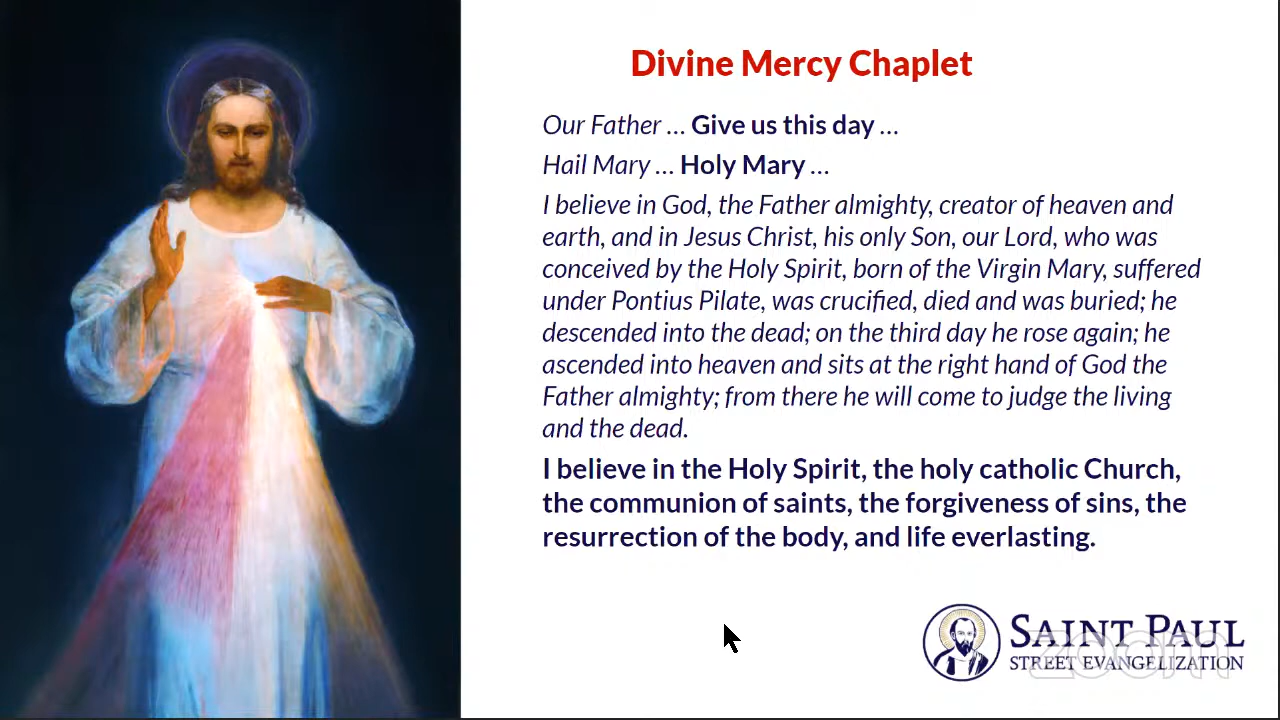 Divine Mercy Chaplet
Our Father ... Give us this day ...
Hail Mary ... Holy Mary ...
I believe in God, the Father almighty, creator of heaven and
earth, and in Jesus Christ, his only Son, our Lord, who was
conceived by the Holy Spirit, born of the Virgin Mary, suffered
under Pontius Pilate, was crucified, died and was buried; he
descended into the dead; on the third day he rose again; he
ascended into heaven and sits at the right hand of God the
Father almighty; from there he will come to judge the living
and the dead.
I believe in the Holy Spirit, the holy catholic Church,
the communion of saints, the forgiveness of sins, the
resurrection of the body, and life everlasting.
SAINT PAUL
STREET EVANGELIZATION
zoom